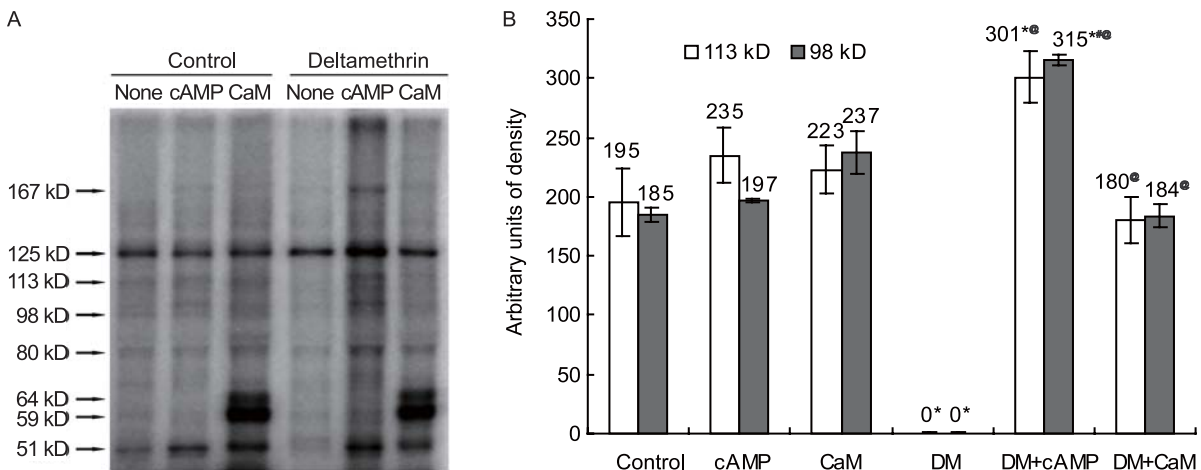 A
Control
Deltamethrin
None cAMP CaM None cAMP CaM
167 kD
125 kD
113 kD
98 kD
80 kD
64 kD
59 kD
51 kD
B
Arbitrary units of density
350
300
250
200
150
100
50
0
113 kD
98 kD
195
185
235
197
223
237
0*
0*
301*@
315*#@
180@
184@
Control
cAMP
CaM
DM
DM+cAMP
DM+CaM